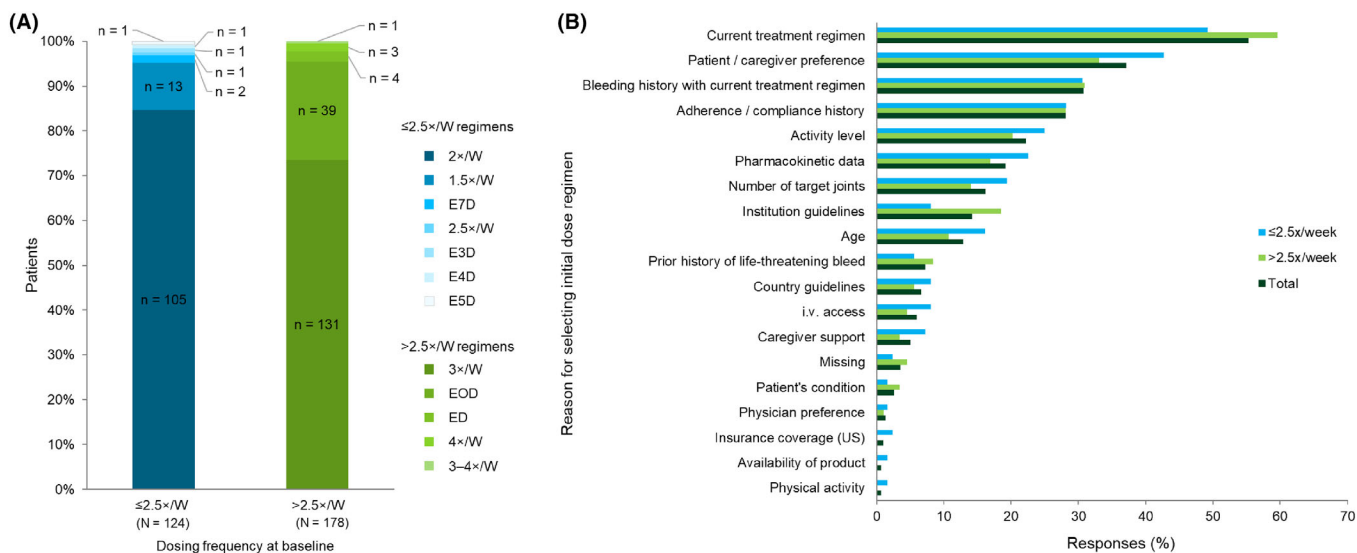 (A)
n = 1
n = 1
n = 1
n = 1
n = 2
n = 13
n = 105
n = 1
n = 3
n = 4
n = 39
n = 131
100%
90%
80%
70%
60%
50%
40%
30%
20%
10%
0%
Patients
≤2.5×/W
(N = 124)
>2.5×/W
(N = 178)
Dosing frequency at baseline
≤2.5×/W regimens
2×/W
1.5×/W
E7D
2.5×/W
E3D
E4D
E5D
>2.5×/W regimens
3×/W
EOD
ED
4×/W
3–4×/W
(B)
Reason for selecting initial dose regimen
Current treatment regimen
Patient / caregiver preference
Bleeding history with current treatment regimen
Adherence / compliance history
Activity level
Pharmacokinetic data
Number of target joints
Institution guidelines
Age
Prior history of life-threatening bleed
Country guidelines
i.v. access
Caregiver support
Missing
Patient's condition
Physician preference
Insurance coverage (US)
Availability of product
Physical activity
0 10 20 30 40 50 60 70
Responses (%)
≤2.5x/week
>2.5x/week
Total